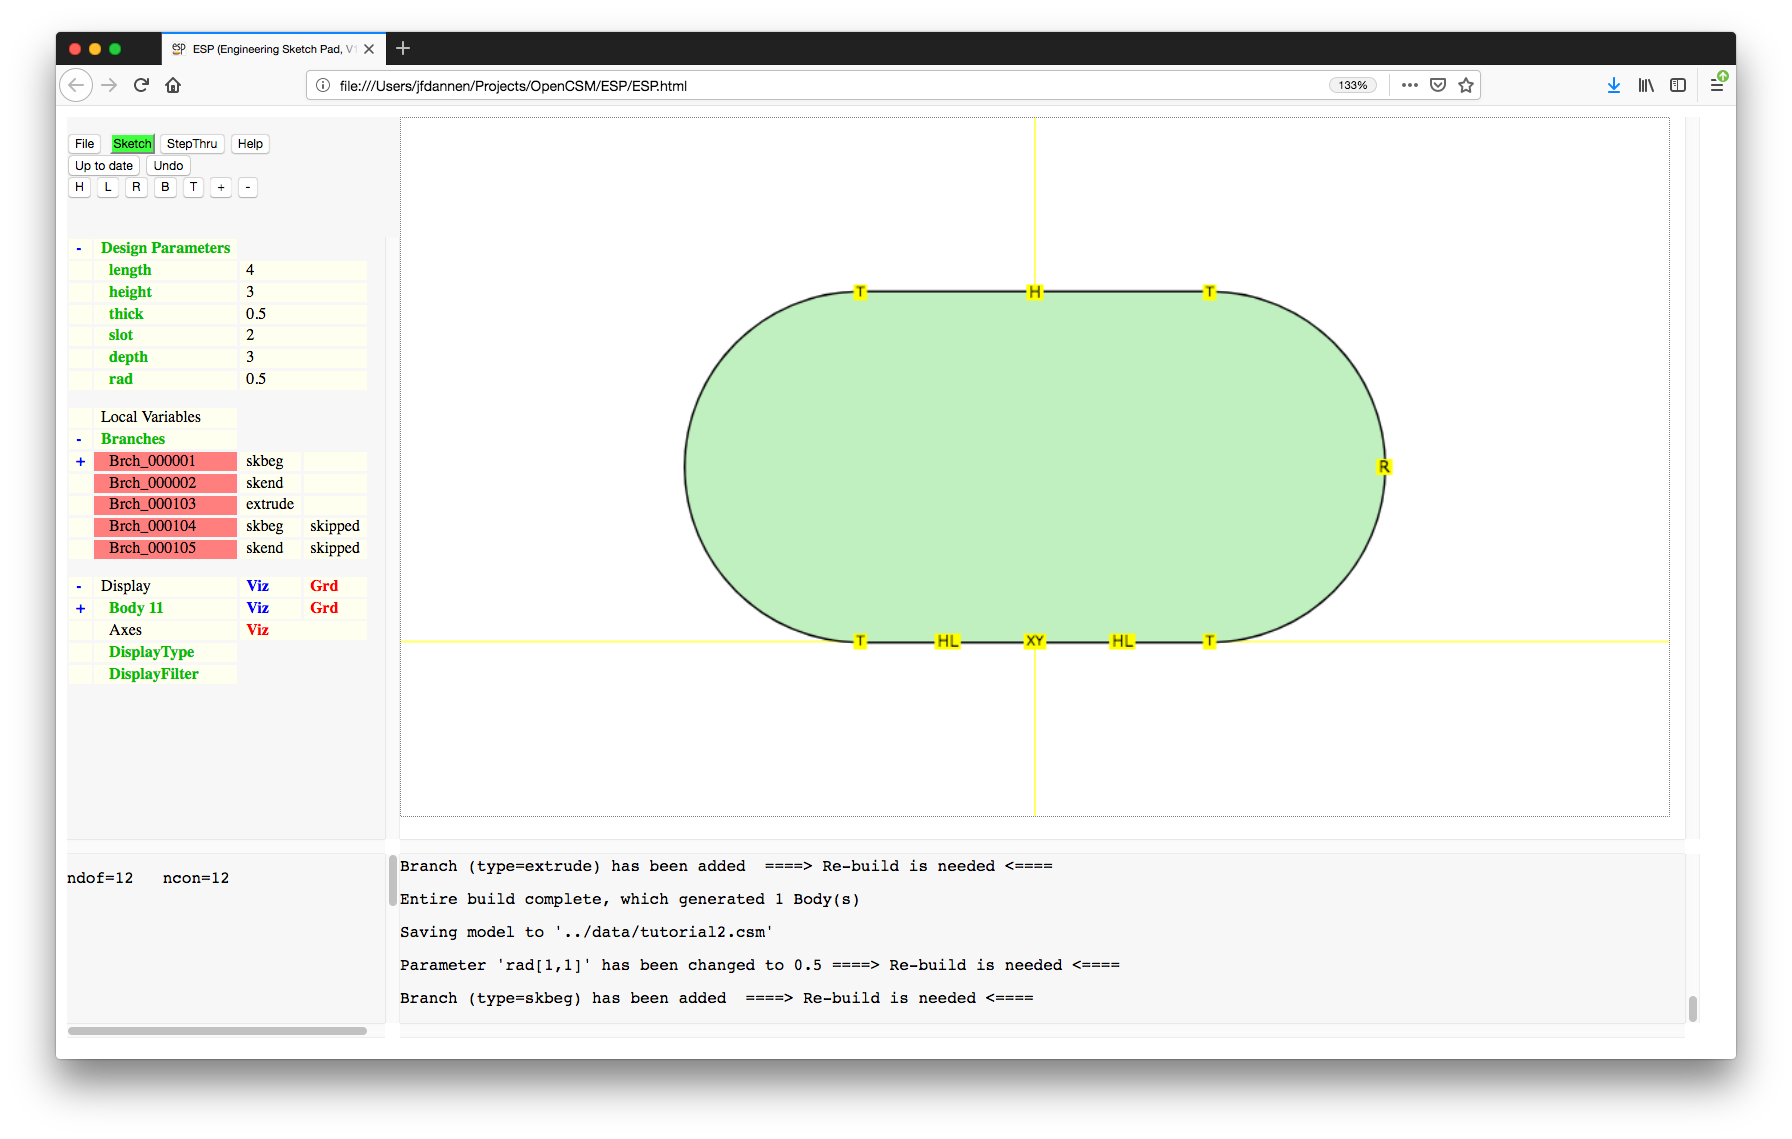 esp ESP (Engineering Sketch Pad, V1
file:///Users/jfdannen/Projects/OpenCSM/ESP/ESP.html 133%
File Sketch StepThru Help
Up to date Undo
H L R B T + -
- Design Parameters
length 4
height 3
thick 0.5
slot 2
depth 3
rad 0.5
Local Variables
- Branches
+ Brch_000001 skbeg
Brch_000002 skend
Brch_000103 extrude
Brch_000104 skbeg skipped
Brch_000105 skend skipped
- Display Viz Grd
+ Body 11 Viz Grd
Axes Viz
DisplayType
DisplayFilter
T H T
R
T HL XY HL T
ndof=12 ncon=12
Branch (type=extrude) has been added ====> Re-build is needed <====
Entire build complete, which generated 1 Body(s)
Saving model to '../data/tutorial2.csm'
Parameter 'rad[1,1]' has been changed to 0.5 ====> Re-build is needed <====
Branch (type=skbeg) has been added ====> Re-build is needed <====